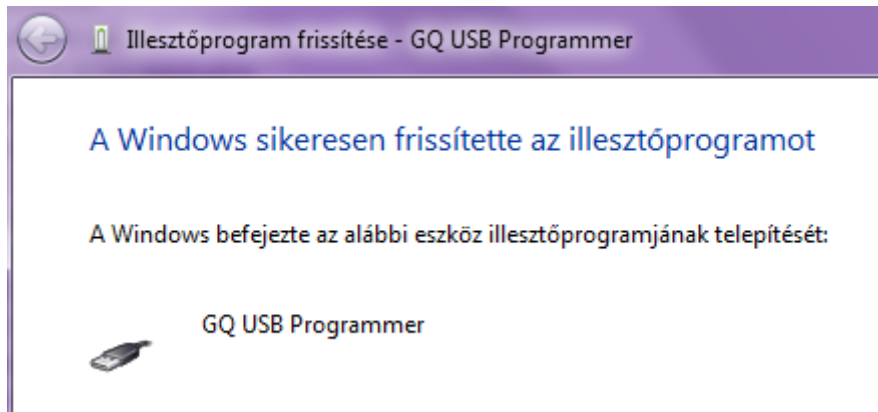 Illesztőprogram frissítése - GQ USB Programmer
A Windows sikeresen frissítette az illesztőprogramot
A Windows befejezte az alábbi eszköz illesztőprogramjának telepítését:
GQ USB Programmer